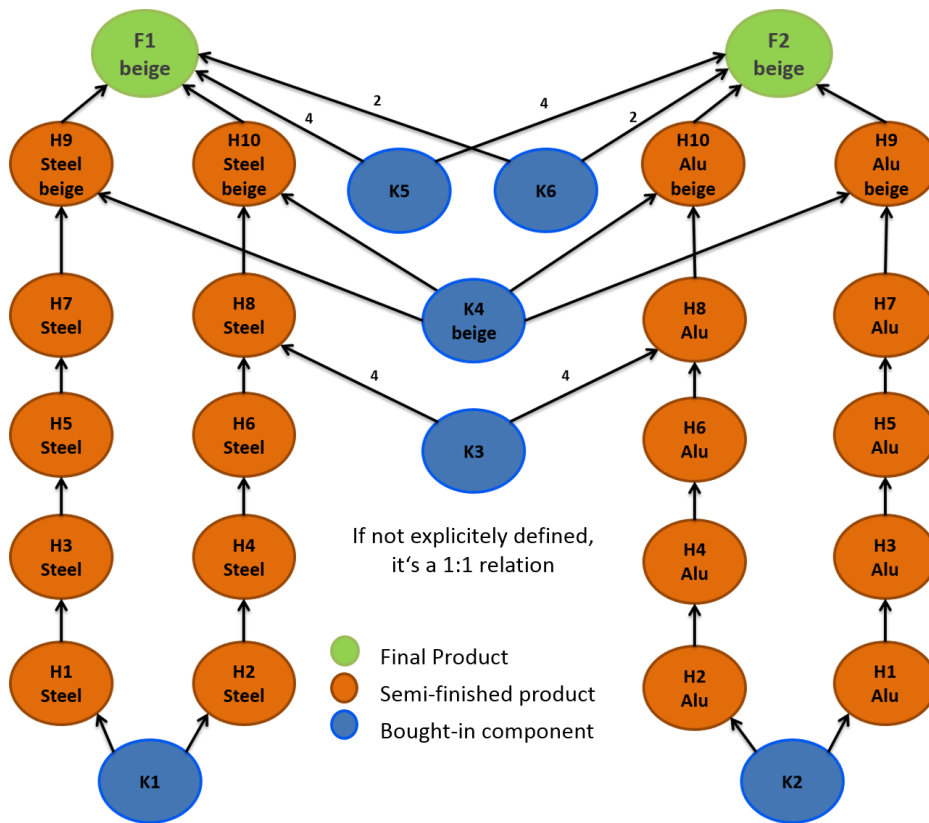 F1
beige
F2
beige
2
4
4
2
H9
Steel
beige
H10
Steel
beige
K5
K6
H10
Alu
beige
H9
Alu
beige
H7
Steel
H8
Steel
K4
beige
H8
Alu
H7
Alu
4
4
H5
Steel
H6
Steel
K3
H6
Alu
H5
Alu
If not explicitely defined,
it‘s a 1:1 relation
H3
Steel
H4
Steel
H4
Alu
H3
Alu
Final Product
Semi-finished product
Bought-in component
H1
Steel
H2
Steel
H2
Alu
H1
Alu
K1
K2